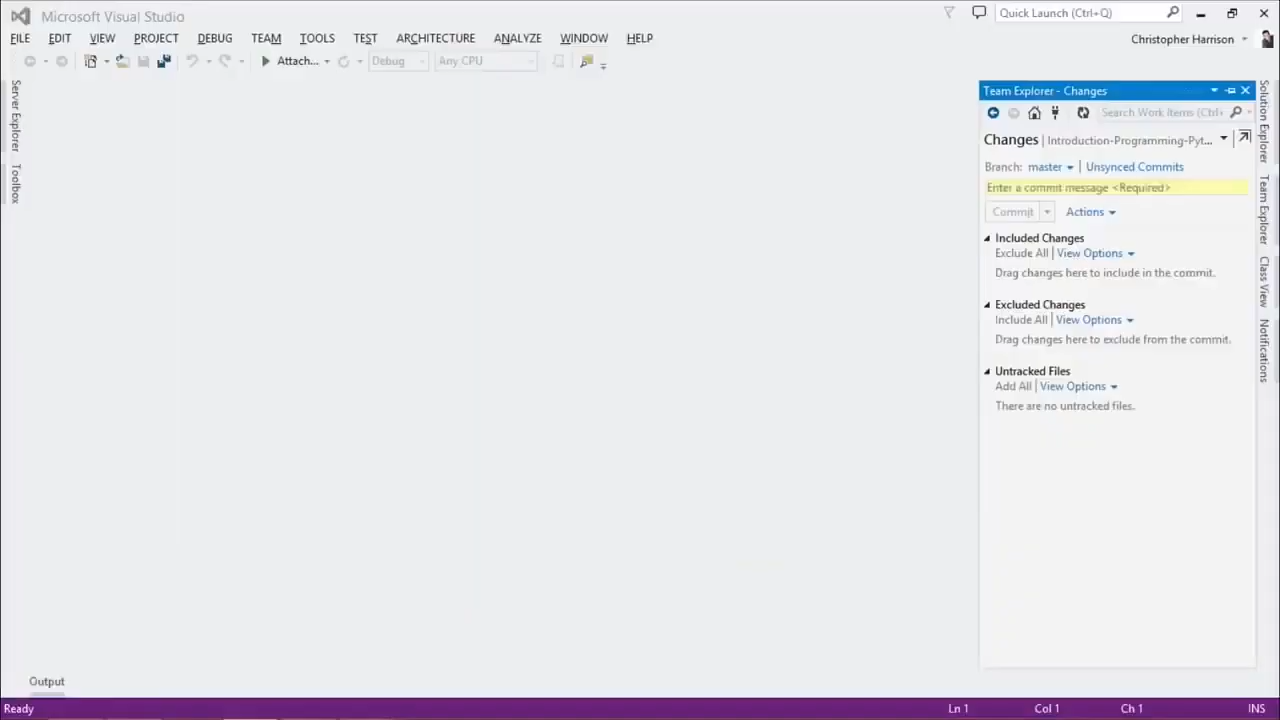 Microsoft Visual Studio
Quick Launch (Ctrl+Q)
FILE EDIT VIEW PROJECT DEBUG TEAM TOOLS TEST ARCHITECTURE ANALYZE WINDOW HELP
Christopher Harrison
Attach... Debug Any CPU
Server Explorer
Toolbox
Team Explorer - Changes
Search Work Items (Ctrl+
Changes | Introduction-Programming-Pyt...
Branch: master | Unsynced Commits
Enter a commit message <Required>
Commit Actions
Included Changes
Exclude All | View Options
Drag changes here to include in the commit.
Excluded Changes
Include All | View Options
Drag changes here to exclude from the commit.
Untracked Files
Add All | View Options
There are no untracked files.
Solution Explorer
Team Explorer
Class View
Notifications
Output
Ready Ln 1 Col 1 Ch 1 INS